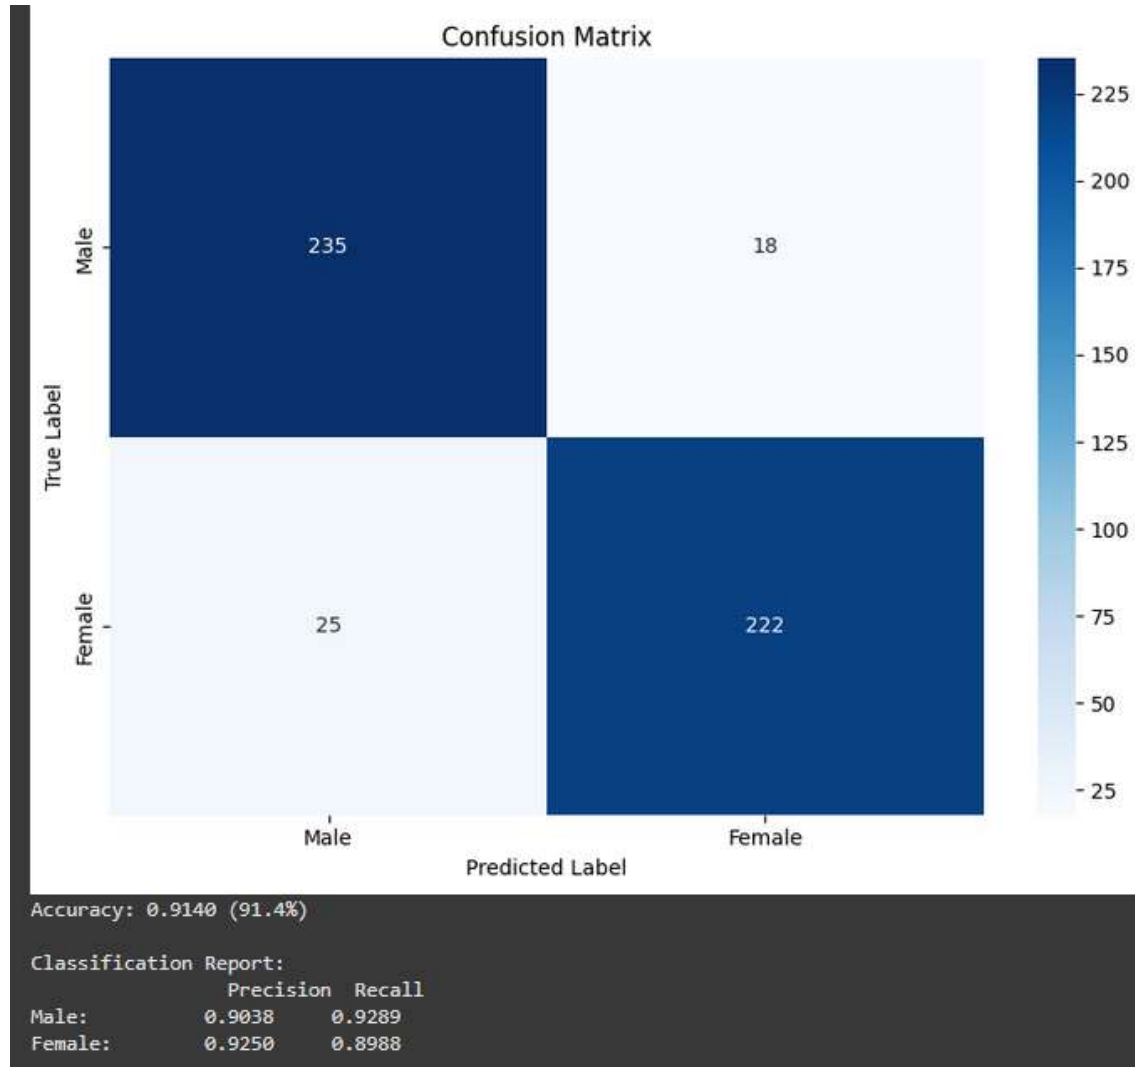 Confusion Matrix
225
200
175
150
125
100
75
50
25
True Label
Male
235
18
Female
25
222
Male
Female
Predicted Label
Accuracy: 0.9140 (91.4%)
Classification Report:
Precision Recall
Male: 0.9038 0.9289
Female: 0.9250 0.8988